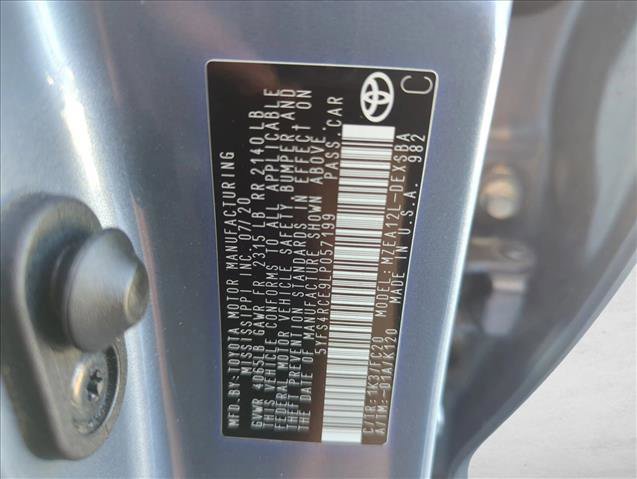 MFD.BY:TOYOTA MOTOR MANUFACTURING
MISSISSIPPI INC. 07/20
GVWR 4065LB GAWR FR 2315 LB RR 2140LB
THIS VEHICLE CONFORMS TO ALL APPLICABLE
FEDERAL MOTOR VEHICLE SAFETY, BUMPER, AND
THEFT PREVENTION STANDARDS IN EFFECT ON
THE DATE OF MANUFACTURE SHOWN ABOVE.
5YFS4RCE9LP057199 PASS.CAR
C/TR:1K3/FC20 MODEL:MZEA12L-DEXSBA
A/TM:-01A/K120 MADE IN U.S.A. 982
C